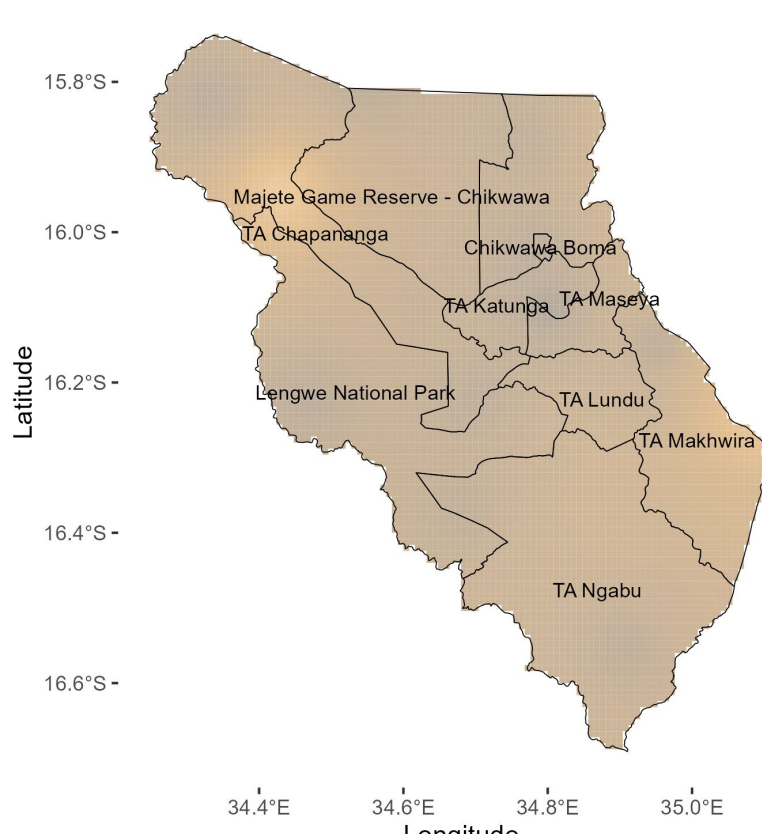 15.8°S
Majete Game Reserve - Chikwawa
16.0°S
TA Chapananga
Chikwawa Boma
TA Maseya
TA Katunga
16.2°S
Lengwe National Park
TA Lundu
TA Makhwira
Latitude
16.4°S
TA Ngabu
16.6°S
34.4°E
34.6°E
34.8°E
35.0°E
Longitude